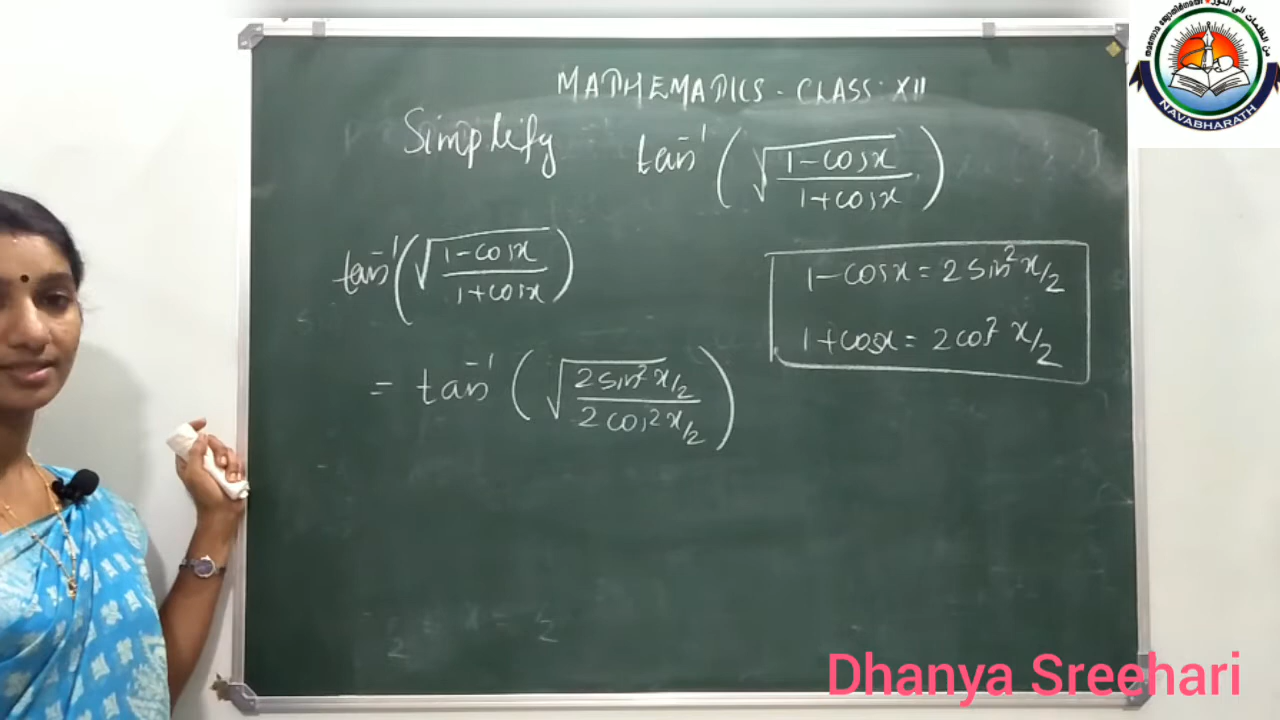 MATHEMATICS - CLASS XII
Simplify tan⁻¹(√((1-cosx)/(1+cosx)))
tan⁻¹(√((1-cosx)/(1+cosx)))
1-cosx = 2sin²x/2
1+cosx = 2cos²x/2
= tan⁻¹(√((2sin²x/2)/(2cos²x/2)))
NAVABHARATH
Dhanya Sreehari